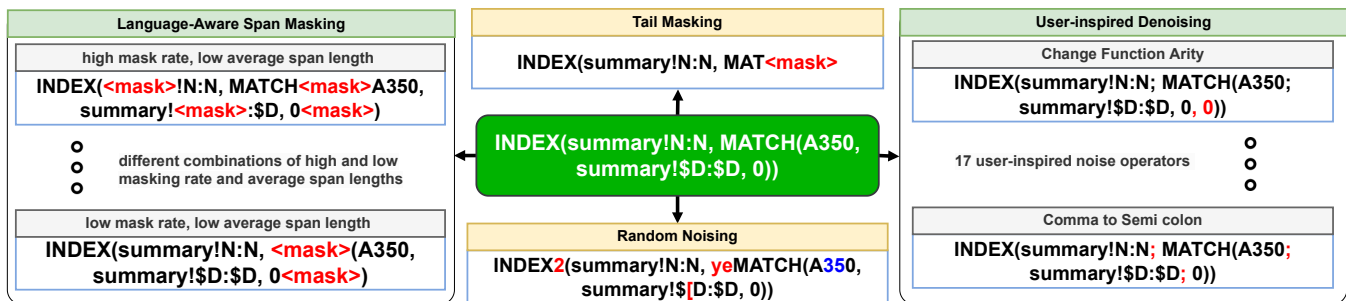 Language-Aware Span Masking
high mask rate, low average span length
INDEX(<mask>!N:N, MATCH<mask>A350,
summary!<mask>:$D, 0<mask>)
different combinations of high and low
masking rate and average span lengths
low mask rate, low average span length
INDEX(summary!N:N, <mask>(A350,
summary!$D:$D, 0<mask>)
Tail Masking
INDEX(summary!N:N, MAT<mask>
INDEX(summary!N:N, MATCH(A350,
summary!$D:$D, 0))
Random Noising
INDEX2(summary!N:N, yeMATCH(A350,
summary!$[D:$D, 0))
User-inspired Denoising
Change Function Arity
INDEX(summary!N:N; MATCH(A350;
summary!$D:$D, 0, 0))
17 user-inspired noise operators
Comma to Semi colon
INDEX(summary!N:N; MATCH(A350;
summary!$D:$D; 0))